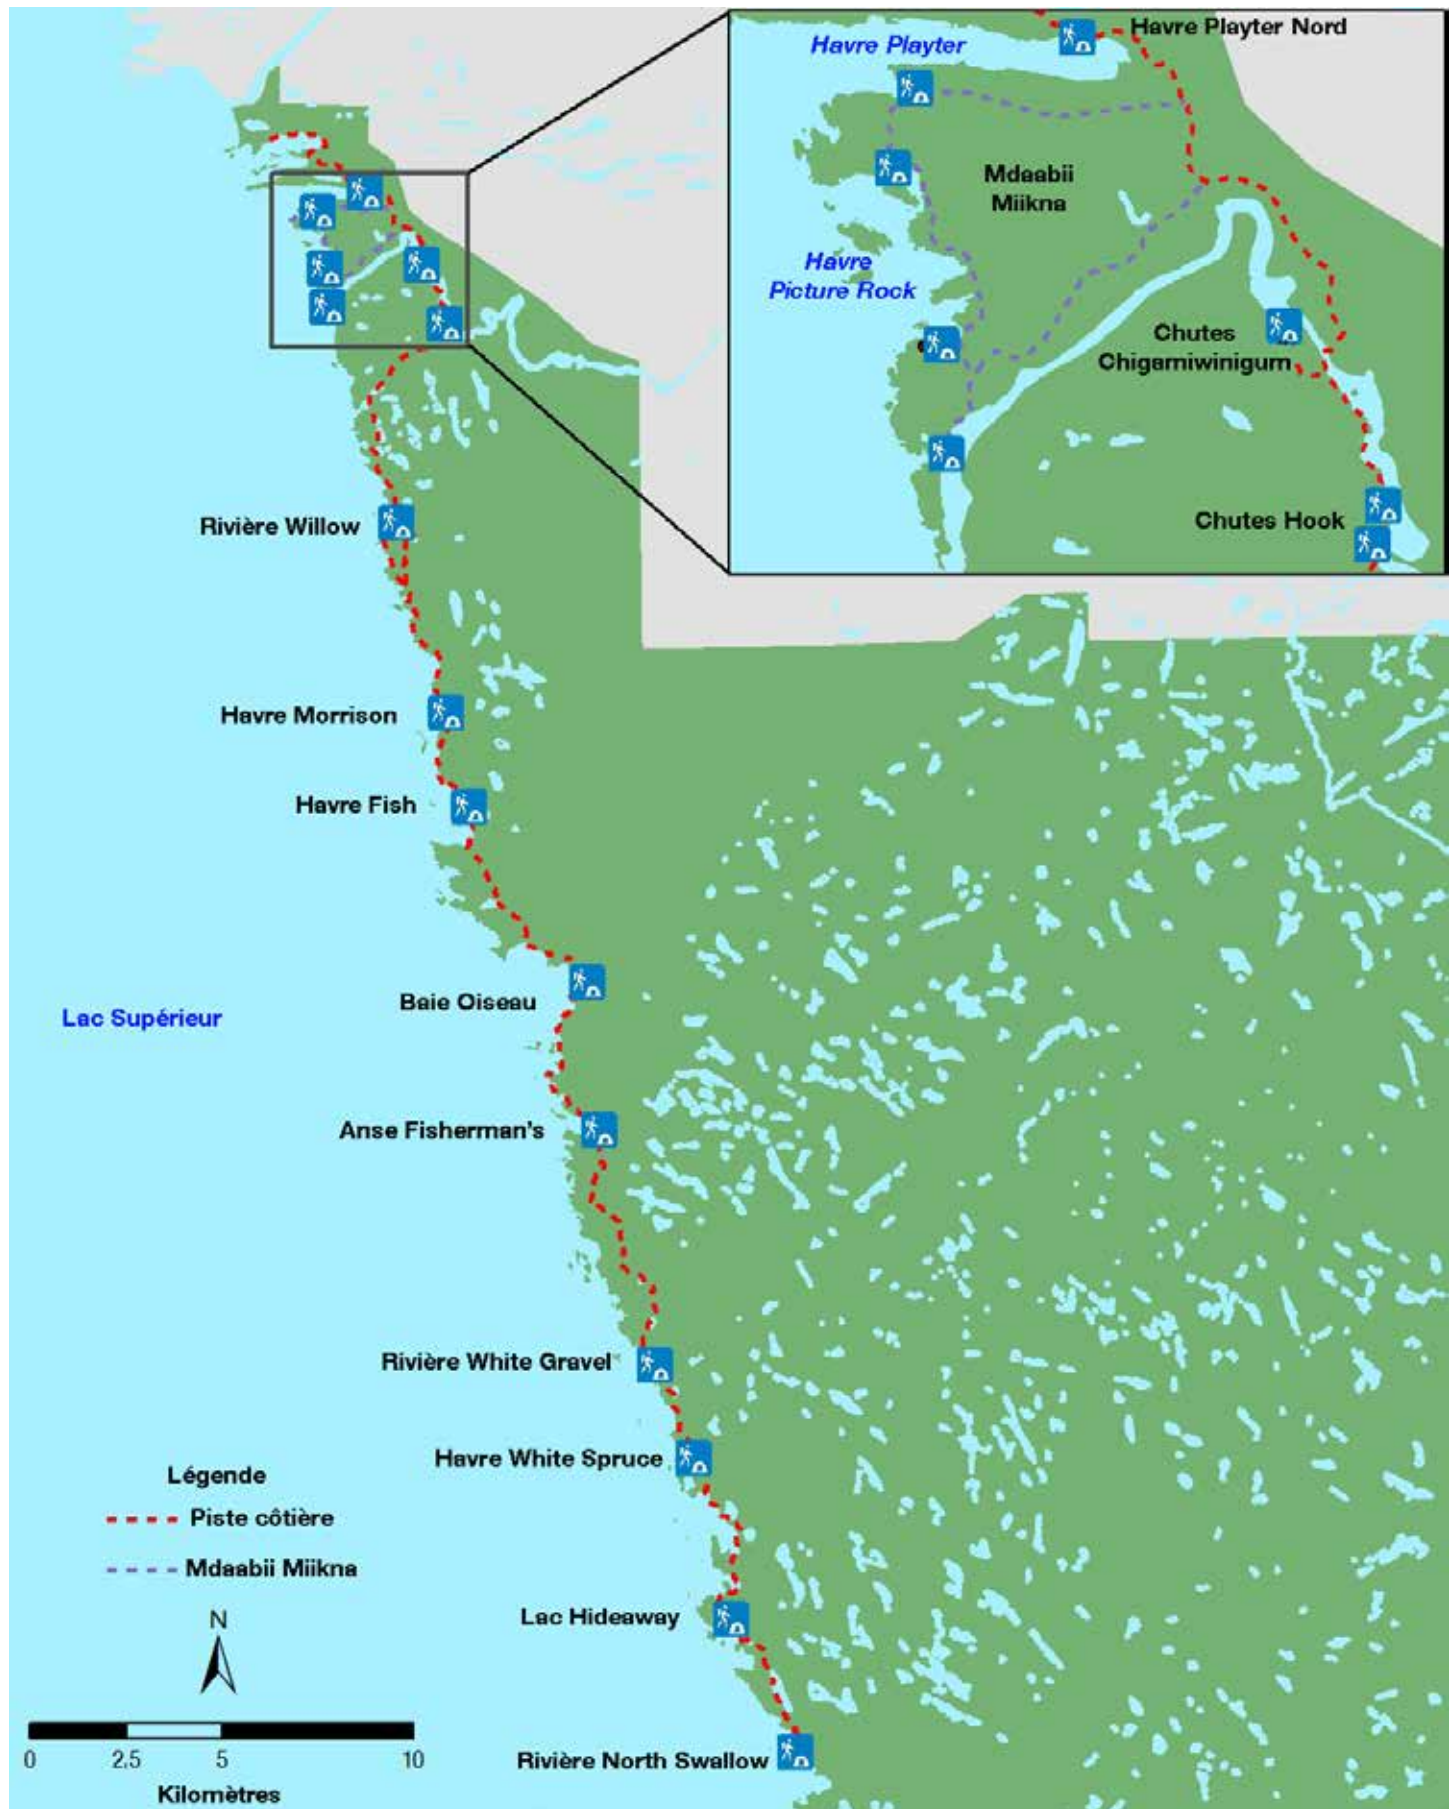 Havre Playter Nord
Havre Playter
Mdaabii
Miikna
Havre
Picture Rock
Chutes
Chigamiwinigum
Chutes Hook
Rivière Willow
Havre Morrison
Havre Fish
Baie Oiseau
Lac Supérieur
Anse Fisherman's
Rivière White Gravel
Havre White Spruce
Légende
Piste côtière
Mdaabii Miikna
Lac Hideaway
N
0 2.5 5 10
Kilomètres
Rivière North Swallow